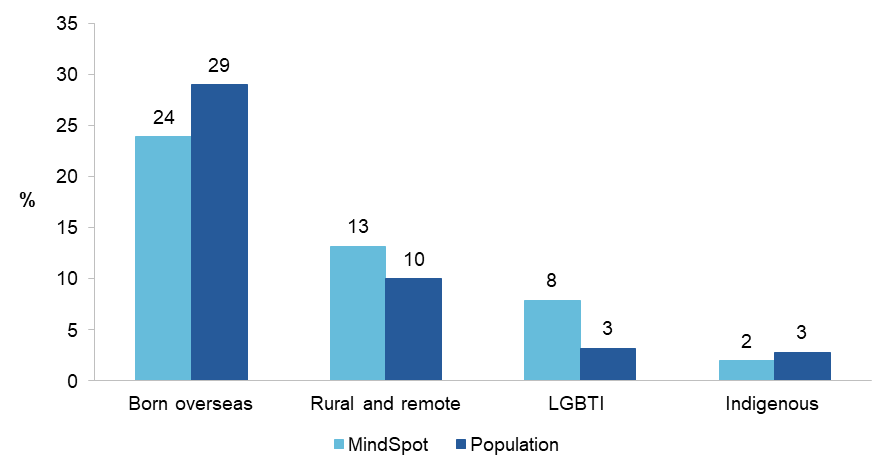 35
30
25
20
15
10
5
0
%
24
29
13
10
8
3
2
3
Born overseas
Rural and remote
LGBTI
Indigenous
MindSpot
Population